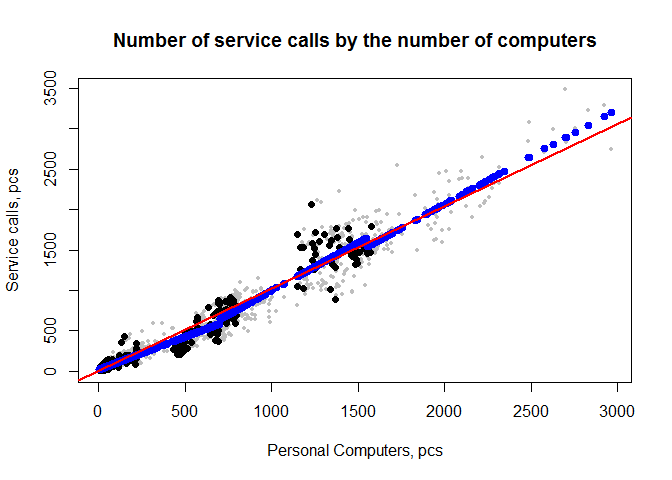 Number of service calls by the number of computers
Service calls, pcs
3500
2500
1500
500
0
0 500 1000 1500 2000 2500 3000
Personal Computers, pcs